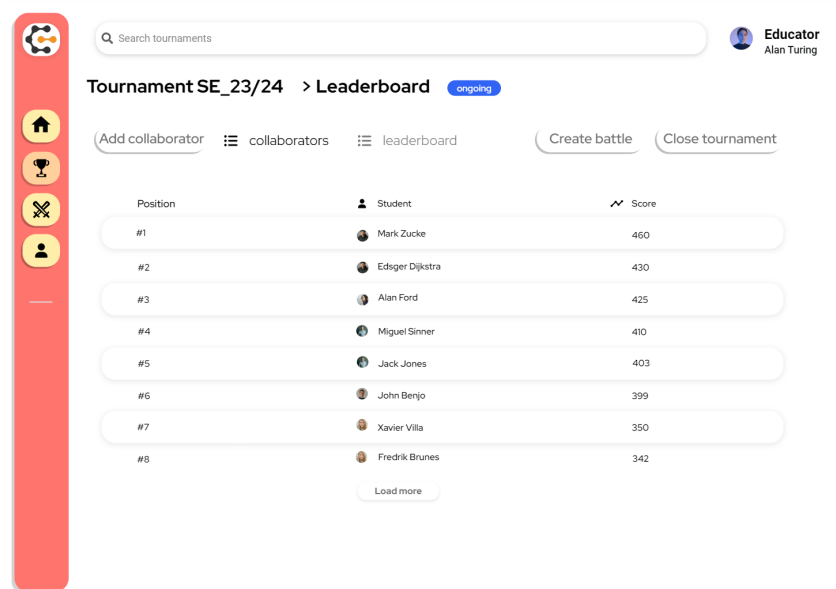 Search tournaments
Educator
Alan Turing
Tournament SE_23/24 > Leaderboard ongoing
Add collaborator collaborators leaderboard Create battle Close tournament
Position Student Score
#1 Mark Zucke 460
#2 Edsger Dijkstra 430
#3 Alan Ford 425
#4 Miguel Sinner 410
#5 Jack Jones 403
#6 John Benjo 399
#7 Xavier Villa 350
#8 Fredrik Brunes 342
Load more